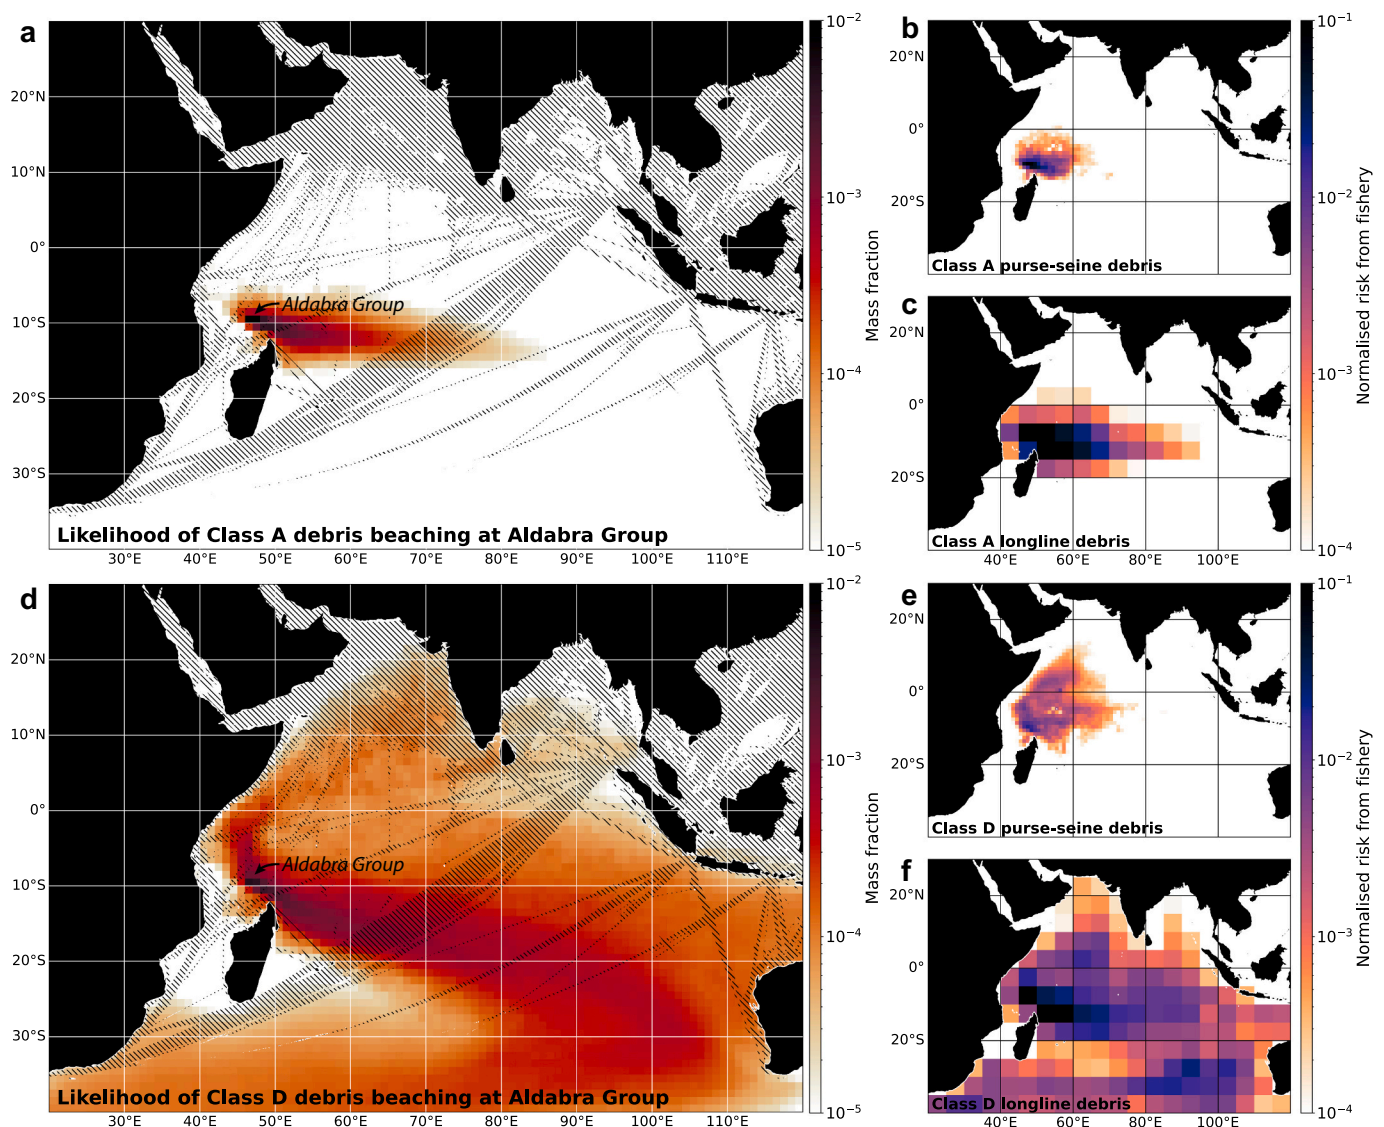 a
20°N
10°N
0°
10°S
20°S
30°S
Aldabra Group
Likelihood of Class A debris beaching at Aldabra Group
30°E 40°E 50°E 60°E 70°E 80°E 90°E 100°E 110°E
10⁻²
10⁻³
10⁻⁴
10⁻⁵
Mass fraction
b
20°N
0°
20°S
Class A purse-seine debris
c
20°N
0°
20°S
Class A longline debris
40°E 60°E 80°E 100°E
10⁻¹
10⁻²
10⁻³
10⁻⁴
Normalised risk from fishery
d
20°N
10°N
0°
10°S
20°S
30°S
Aldabra Group
Likelihood of Class D debris beaching at Aldabra Group
30°E 40°E 50°E 60°E 70°E 80°E 90°E 100°E 110°E
10⁻²
10⁻³
10⁻⁴
10⁻⁵
Mass fraction
e
20°N
0°
20°S
Class D purse-seine debris
f
20°N
0°
20°S
Class D longline debris
40°E 60°E 80°E 100°E
10⁻¹
10⁻²
10⁻³
10⁻⁴
Normalised risk from fishery